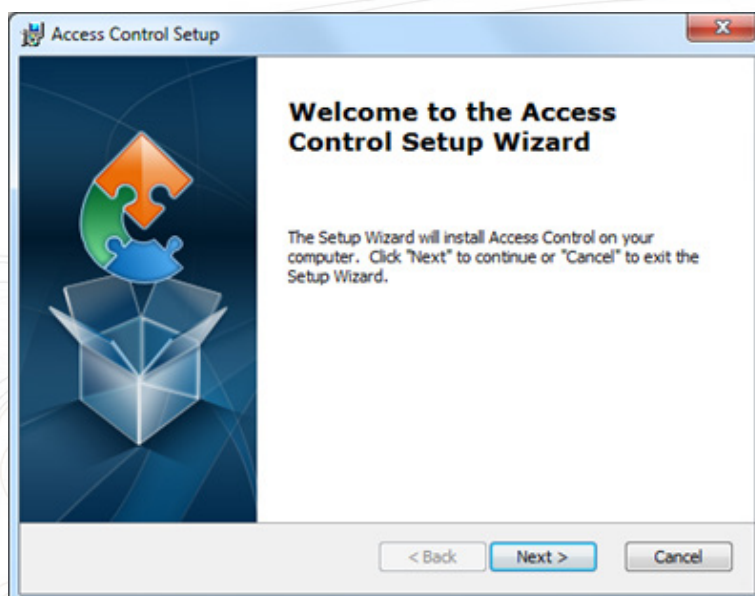 Access Control Setup
Welcome to the Access
Control Setup Wizard
The Setup Wizard will install Access Control on your
computer. Click "Next" to continue or "Cancel" to exit the
Setup Wizard.
< Back Next > Cancel